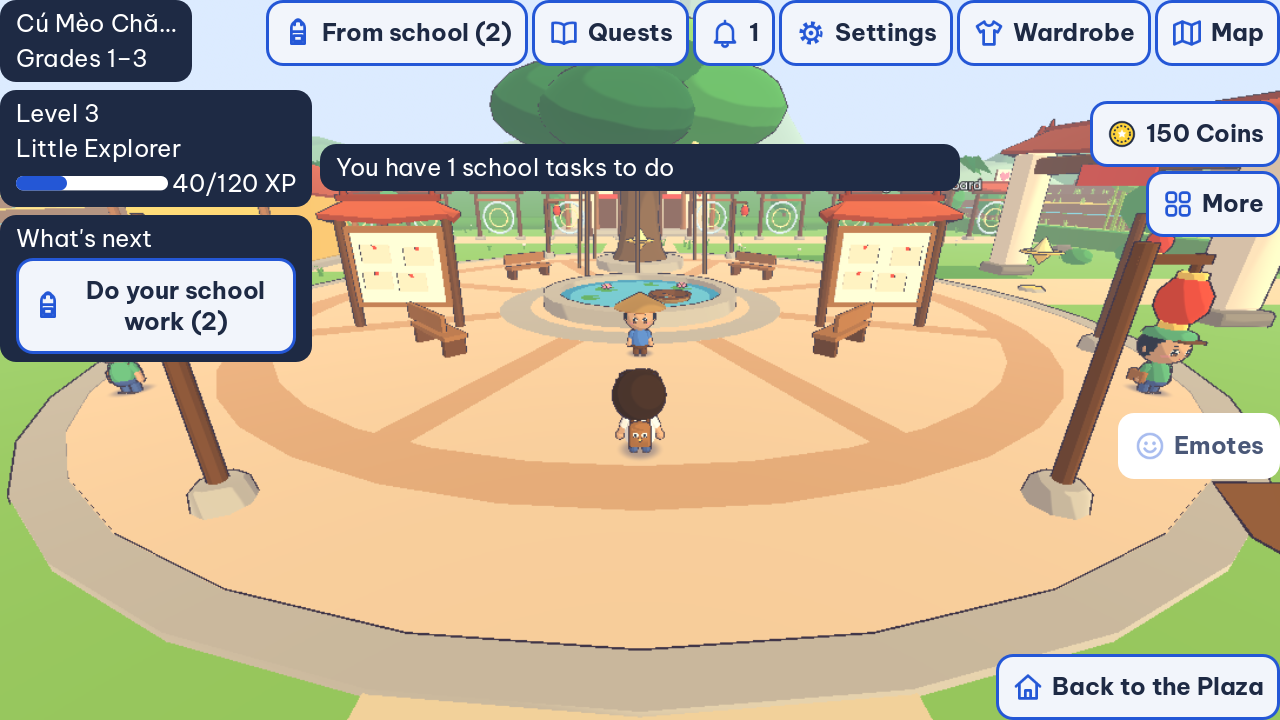 Cú Mèo Chă...
Grades 1–3
From school (2)
Quests
1
Settings
Wardrobe
Map
Level 3
Little Explorer
40/120 XP
You have 1 school tasks to do
150 Coins
More
What's next
Do your school
work (2)
Emotes
Back to the Plaza